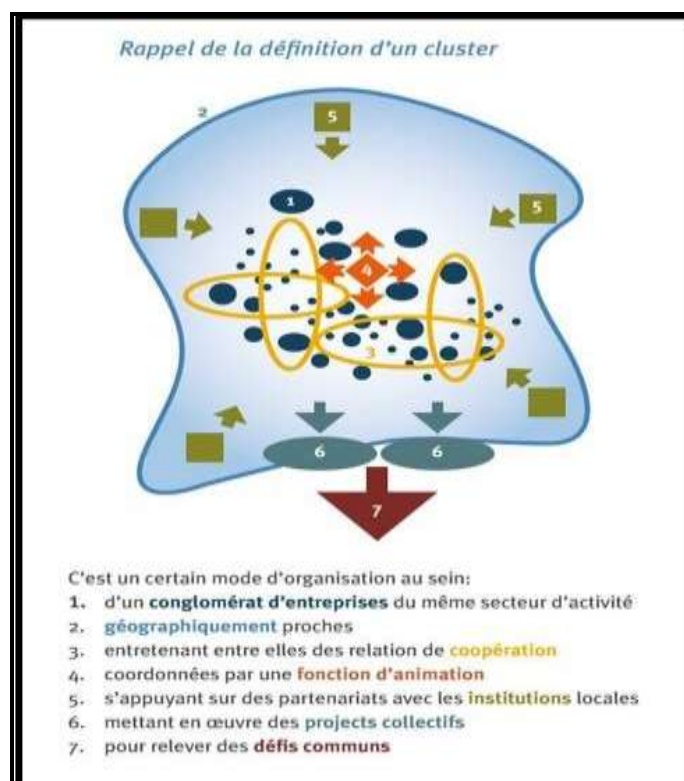 Rappel de la définition d'un cluster
2
5
1
5
4
3
6
6
7
C'est un certain mode d'organisation au sein:
1. d'un conglomérat d'entreprises du même secteur d'activité
2. géographiquement proches
3. entretenant entre elles des relation de coopération
4. coordonnées par une fonction d'animation
5. s'appuyant sur des partenariats avec les institutions locales
6. mettant en œuvre des projects collectifs
7. pour relever des défis communs